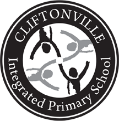 CLIFTONVILLE
Integrated Primary School